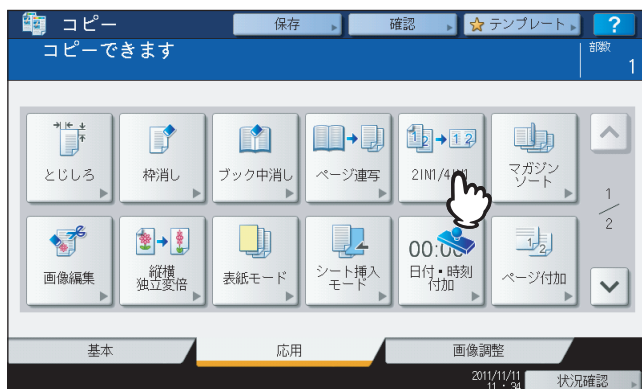 コピー
保存
確認
テンプレート
?
コピーできます
部数
1
とじしろ
枠消し
ブック中消し
ページ連写
2IN1/4IN1
マガジン
ソート
画像編集
縦横
独立変倍
表紙モード
シート挿入
モード
00:00
日付・時刻
付加
ページ付加
1
2
基本
応用
画像調整
2011/11/11
11：34
状況確認